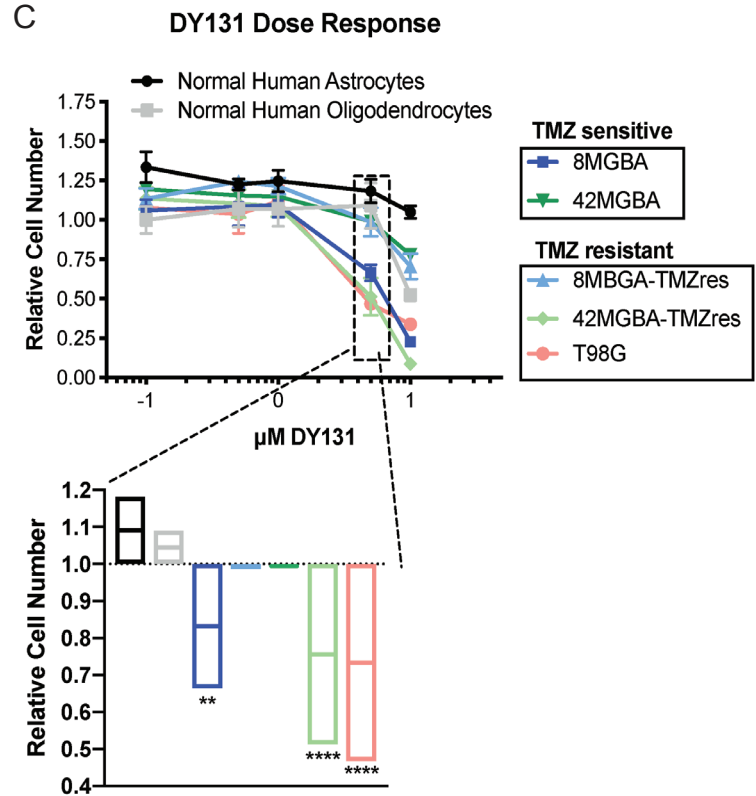 C
DY131 Dose Response
Normal Human Astrocytes
Normal Human Oligodendrocytes
Relative Cell Number
1.75
1.50
1.25
1.00
0.75
0.50
0.25
0.00
-1
0
1
µM DY131
TMZ sensitive
8MGBA
42MGBA
TMZ resistant
8MBGA-TMZres
42MGBA-TMZres
T98G
Relative Cell Number
1.2
1.1
1.0
0.9
0.8
0.7
0.6
0.5
0.4
**
****
****